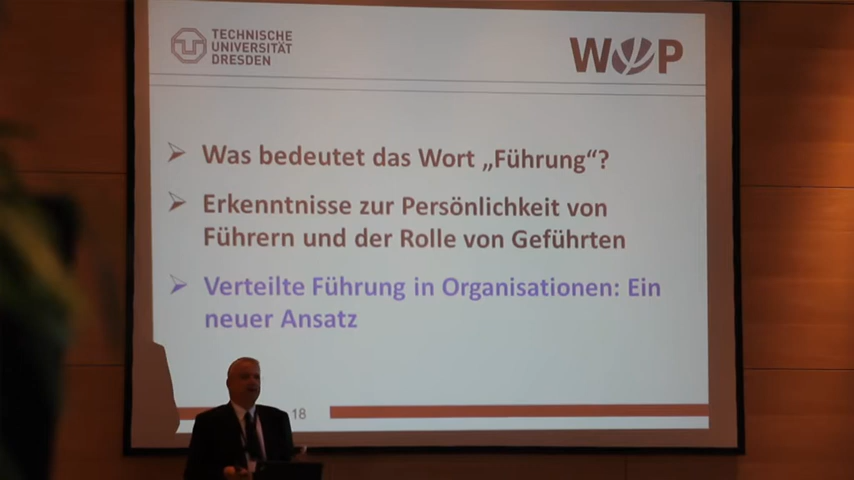 TECHNISCHE
UNIVERSITÄT
DRESDEN
WOP
Was bedeutet das Wort „Führung“?
Erkenntnisse zur Persönlichkeit von
Führern und der Rolle von Geführten
Verteilte Führung in Organisationen: Ein
neuer Ansatz
18